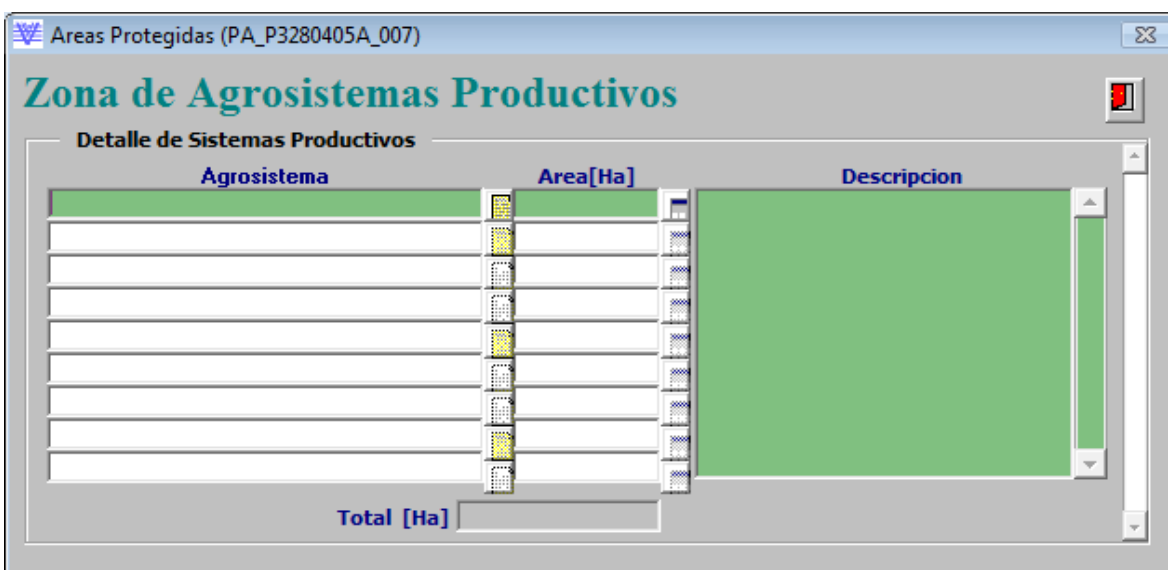 Areas Protegidas (PA_P3280405A_007)
Zona de Agrosistemas Productivos
Detalle de Sistemas Productivos
Agrosistema Area[Ha] Descripcion
Total [Ha]